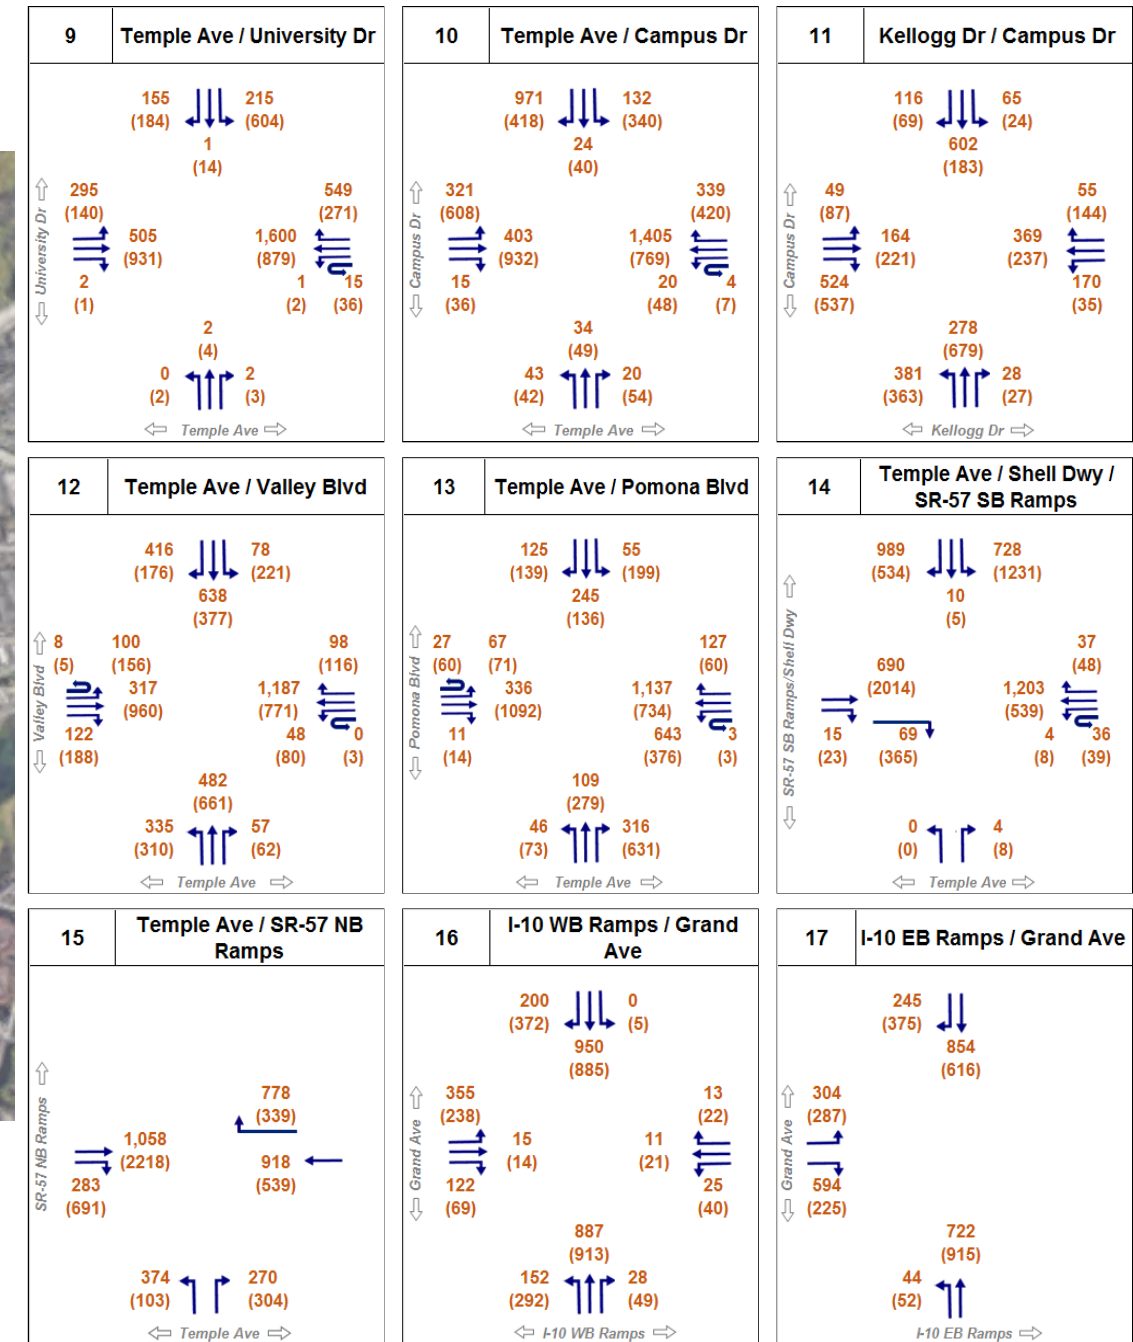 9 Temple Ave / University Dr
155 215
(184) (604)
1
(14)
295 549
(140) (271)
505 1,600
(931) (879)
2 1 15
(1) (2) (36)
2
(4)
0 2
(2) (3)
University Dr
Temple Ave
10 Temple Ave / Campus Dr
971 132
(418) (340)
24
(40)
321 339
(608) (420)
403 1,405
(932) (769)
15 20 4
(36) (48) (7)
34
(49)
43 20
(42) (54)
Campus Dr
Temple Ave
11 Kellogg Dr / Campus Dr
116 65
(69) (24)
602
(183)
49 55
(87) (144)
164 369
(221) (237)
524 170
(537) (35)
278
(679)
381 28
(363) (27)
Campus Dr
Kellogg Dr
12 Temple Ave / Valley Blvd
416 78
(176) (221)
638
(377)
8 100 98
(5) (156) (116)
317 1,187
(960) (771)
122 48 0
(188) (80) (3)
482
(661)
335 57
(310) (62)
Valley Blvd
Temple Ave
13 Temple Ave / Pomona Blvd
125 55
(139) (199)
245
(136)
27 67 127
(60) (71) (60)
336 1,137
(1092) (734)
11 643 3
(14) (376) (3)
109
(279)
46 316
(73) (631)
Pomona Blvd
Temple Ave
14 Temple Ave / Shell Dwy /
SR-57 SB Ramps
989 728
(534) (1231)
10
(5)
37
(48)
690 1,203
(2014) (539)
15 69 4 36
(23) (365) (8) (39)
0 4
(0) (8)
SR-57 SB Ramps/Shell Dwy
Temple Ave
15 Temple Ave / SR-57 NB
Ramps
778
(339)
1,058 918
(2218) (539)
283
(691)
374 270
(103) (304)
SR-57 NB Ramps
Temple Ave
16 I-10 WB Ramps / Grand
Ave
200 0
(372) (5)
950
(885)
355 13
(238) (22)
15 11
(14) (21)
122 25
(69) (40)
887
(913)
152 28
(292) (49)
Grand Ave
I-10 WB Ramps
17 I-10 EB Ramps / Grand Ave
245
(375)
854
(616)
304
(287)
594
(225)
722
(915)
44
(52)
Grand Ave
I-10 EB Ramps